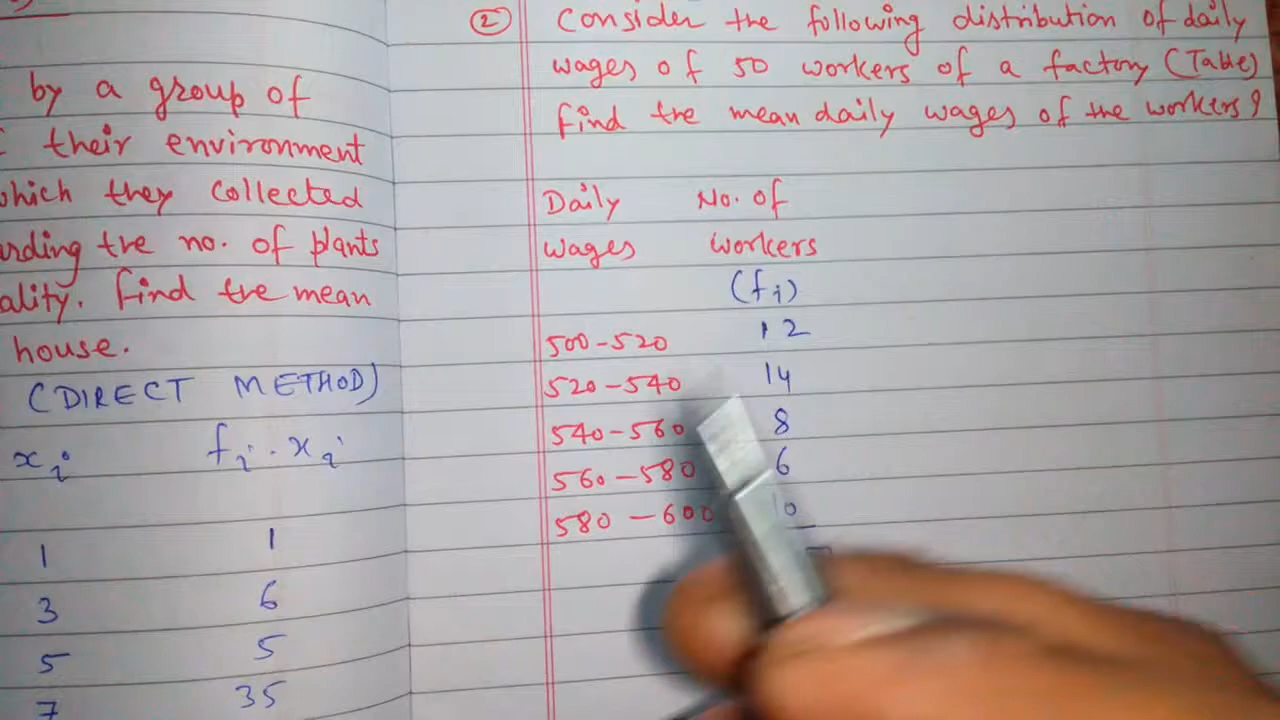 by a group of
their environment
which they collected
the no. of plants
Find the mean
house.
(DIRECT METHOD)
xi fi . xi
1 1
3 6
5 5
7 35
② Consider the following distribution of daily
wages of 50 workers of a factory (Table)
Find the mean daily wages of the workers?
Daily No. of
wages workers
(fi)
500-520 12
520-540 14
540-560 8
560-580 6
580-600 10